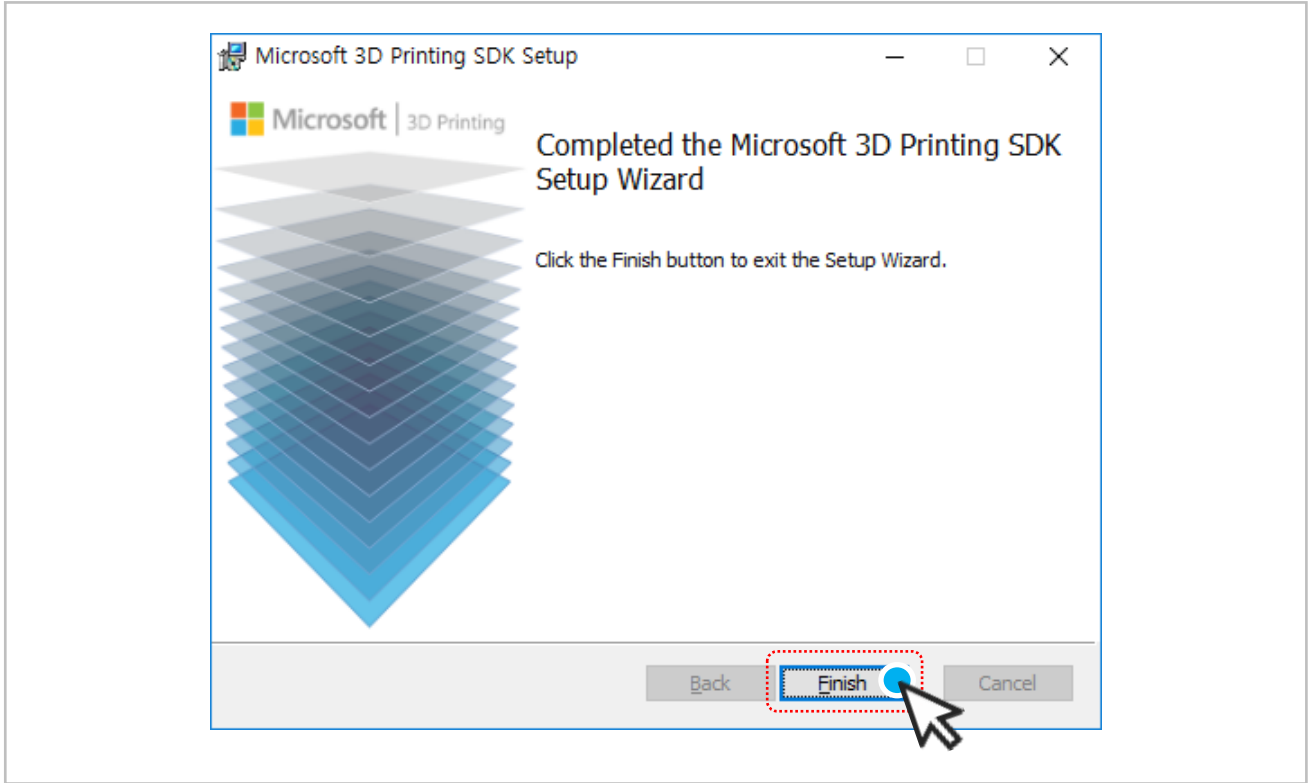 Microsoft 3D Printing SDK Setup
Microsoft 3D Printing
Completed the Microsoft 3D Printing SDK
Setup Wizard
Click the Finish button to exit the Setup Wizard.
Back Finish Cancel